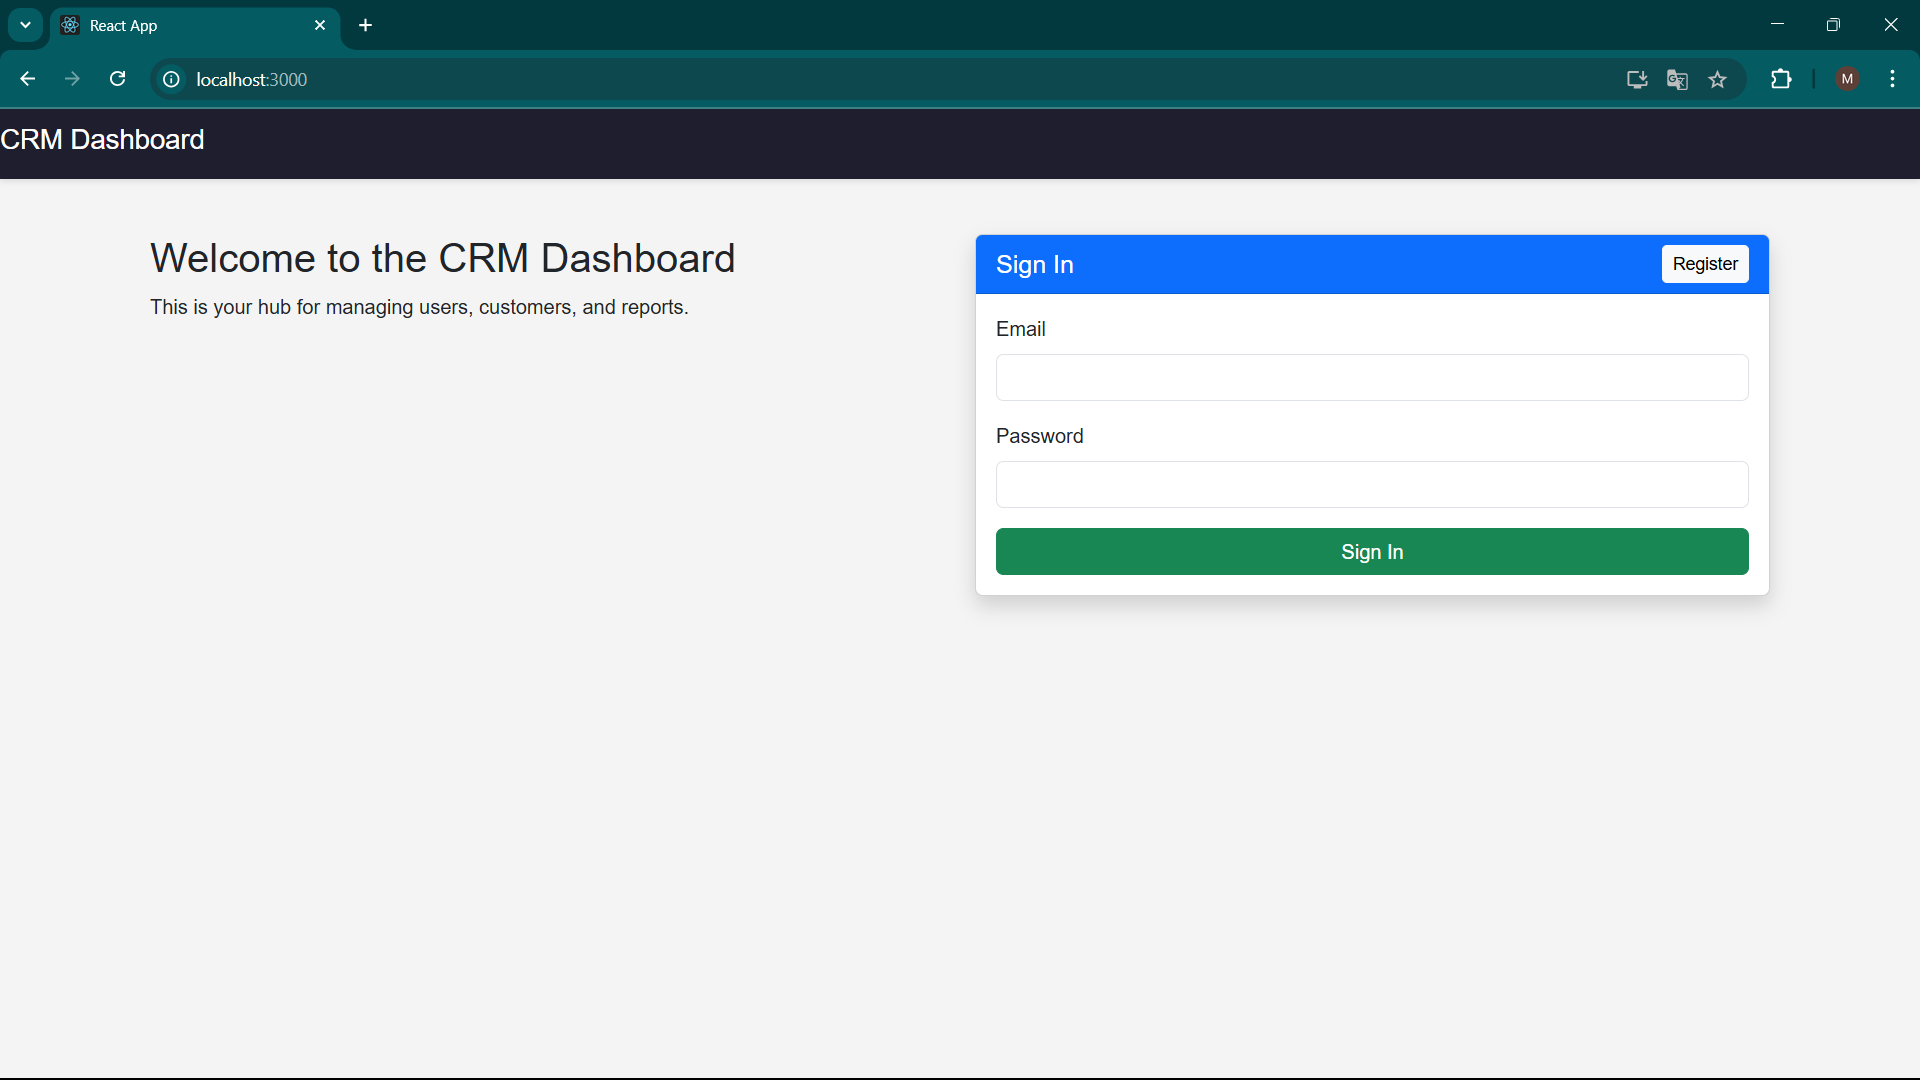 React App
localhost:3000
M
CRM Dashboard
Welcome to the CRM Dashboard
This is your hub for managing users, customers, and reports.
Sign In
Register
Email
Password
Sign In